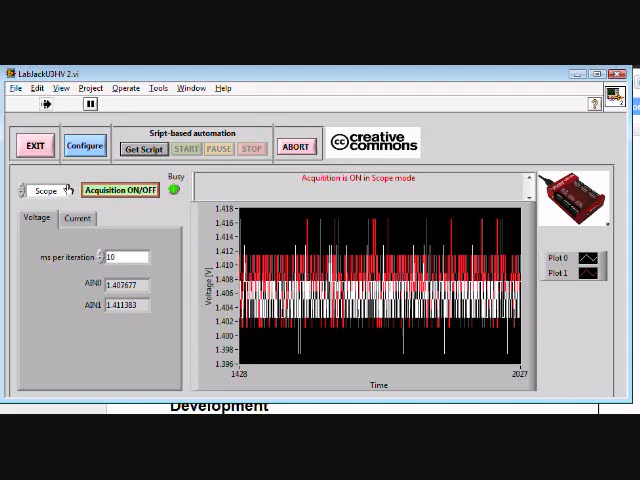 LabJackU3HV 2.vi
File Edit View Project Operate Tools Window Help
?
2
EXIT
Configure
Sript-based automation
Get Script START PAUSE STOP
ABORT
cc creative commons
Scope
Acquisition ON/OFF
Busy
Acquitition is ON in Scope mode
Voltage Current
ms per iteration 10
AIN0 1.407677
AIN1 1.411383
Voltage [V]
1.418
1.416
1.414
1.412
1.410
1.408
1.406
1.404
1.402
1.400
1.398
1.396
1428 2027
Time
Plot 0
Plot 1
Development